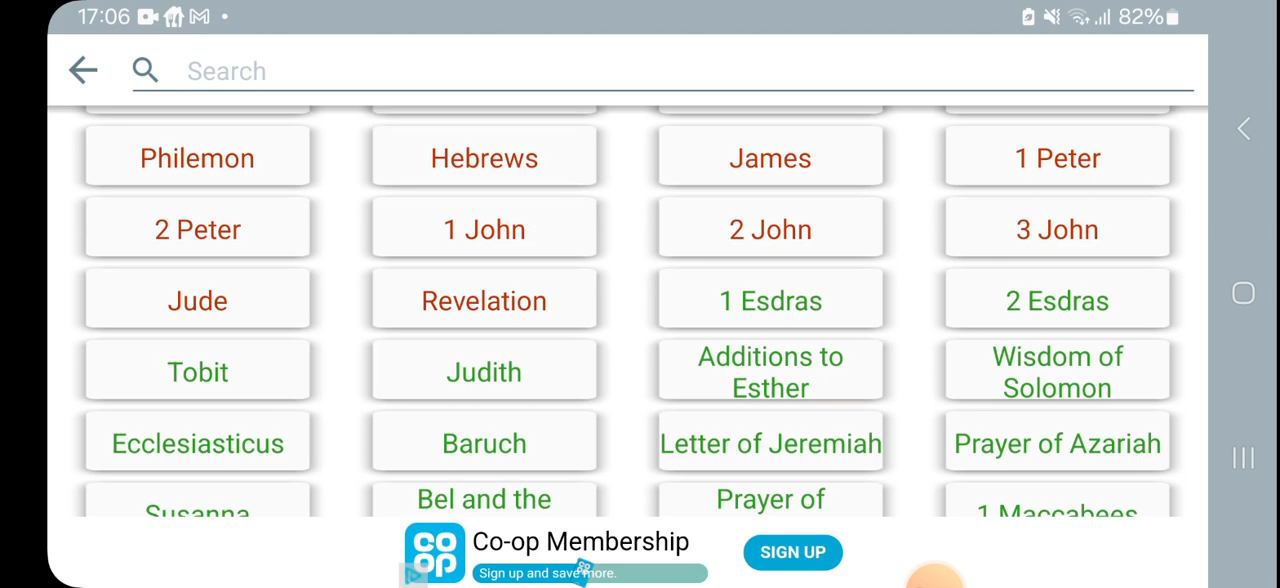 17:06
82%
Search
Philemon
Hebrews
James
1 Peter
2 Peter
1 John
2 John
3 John
Jude
Revelation
1 Esdras
2 Esdras
Tobit
Judith
Additions to
Esther
Wisdom of
Solomon
Ecclesiasticus
Baruch
Letter of Jeremiah
Prayer of Azariah
Susanna
Bel and the
Prayer of
1 Maccabees
CO
OP
Co-op Membership
Sign up and save more.
SIGN UP